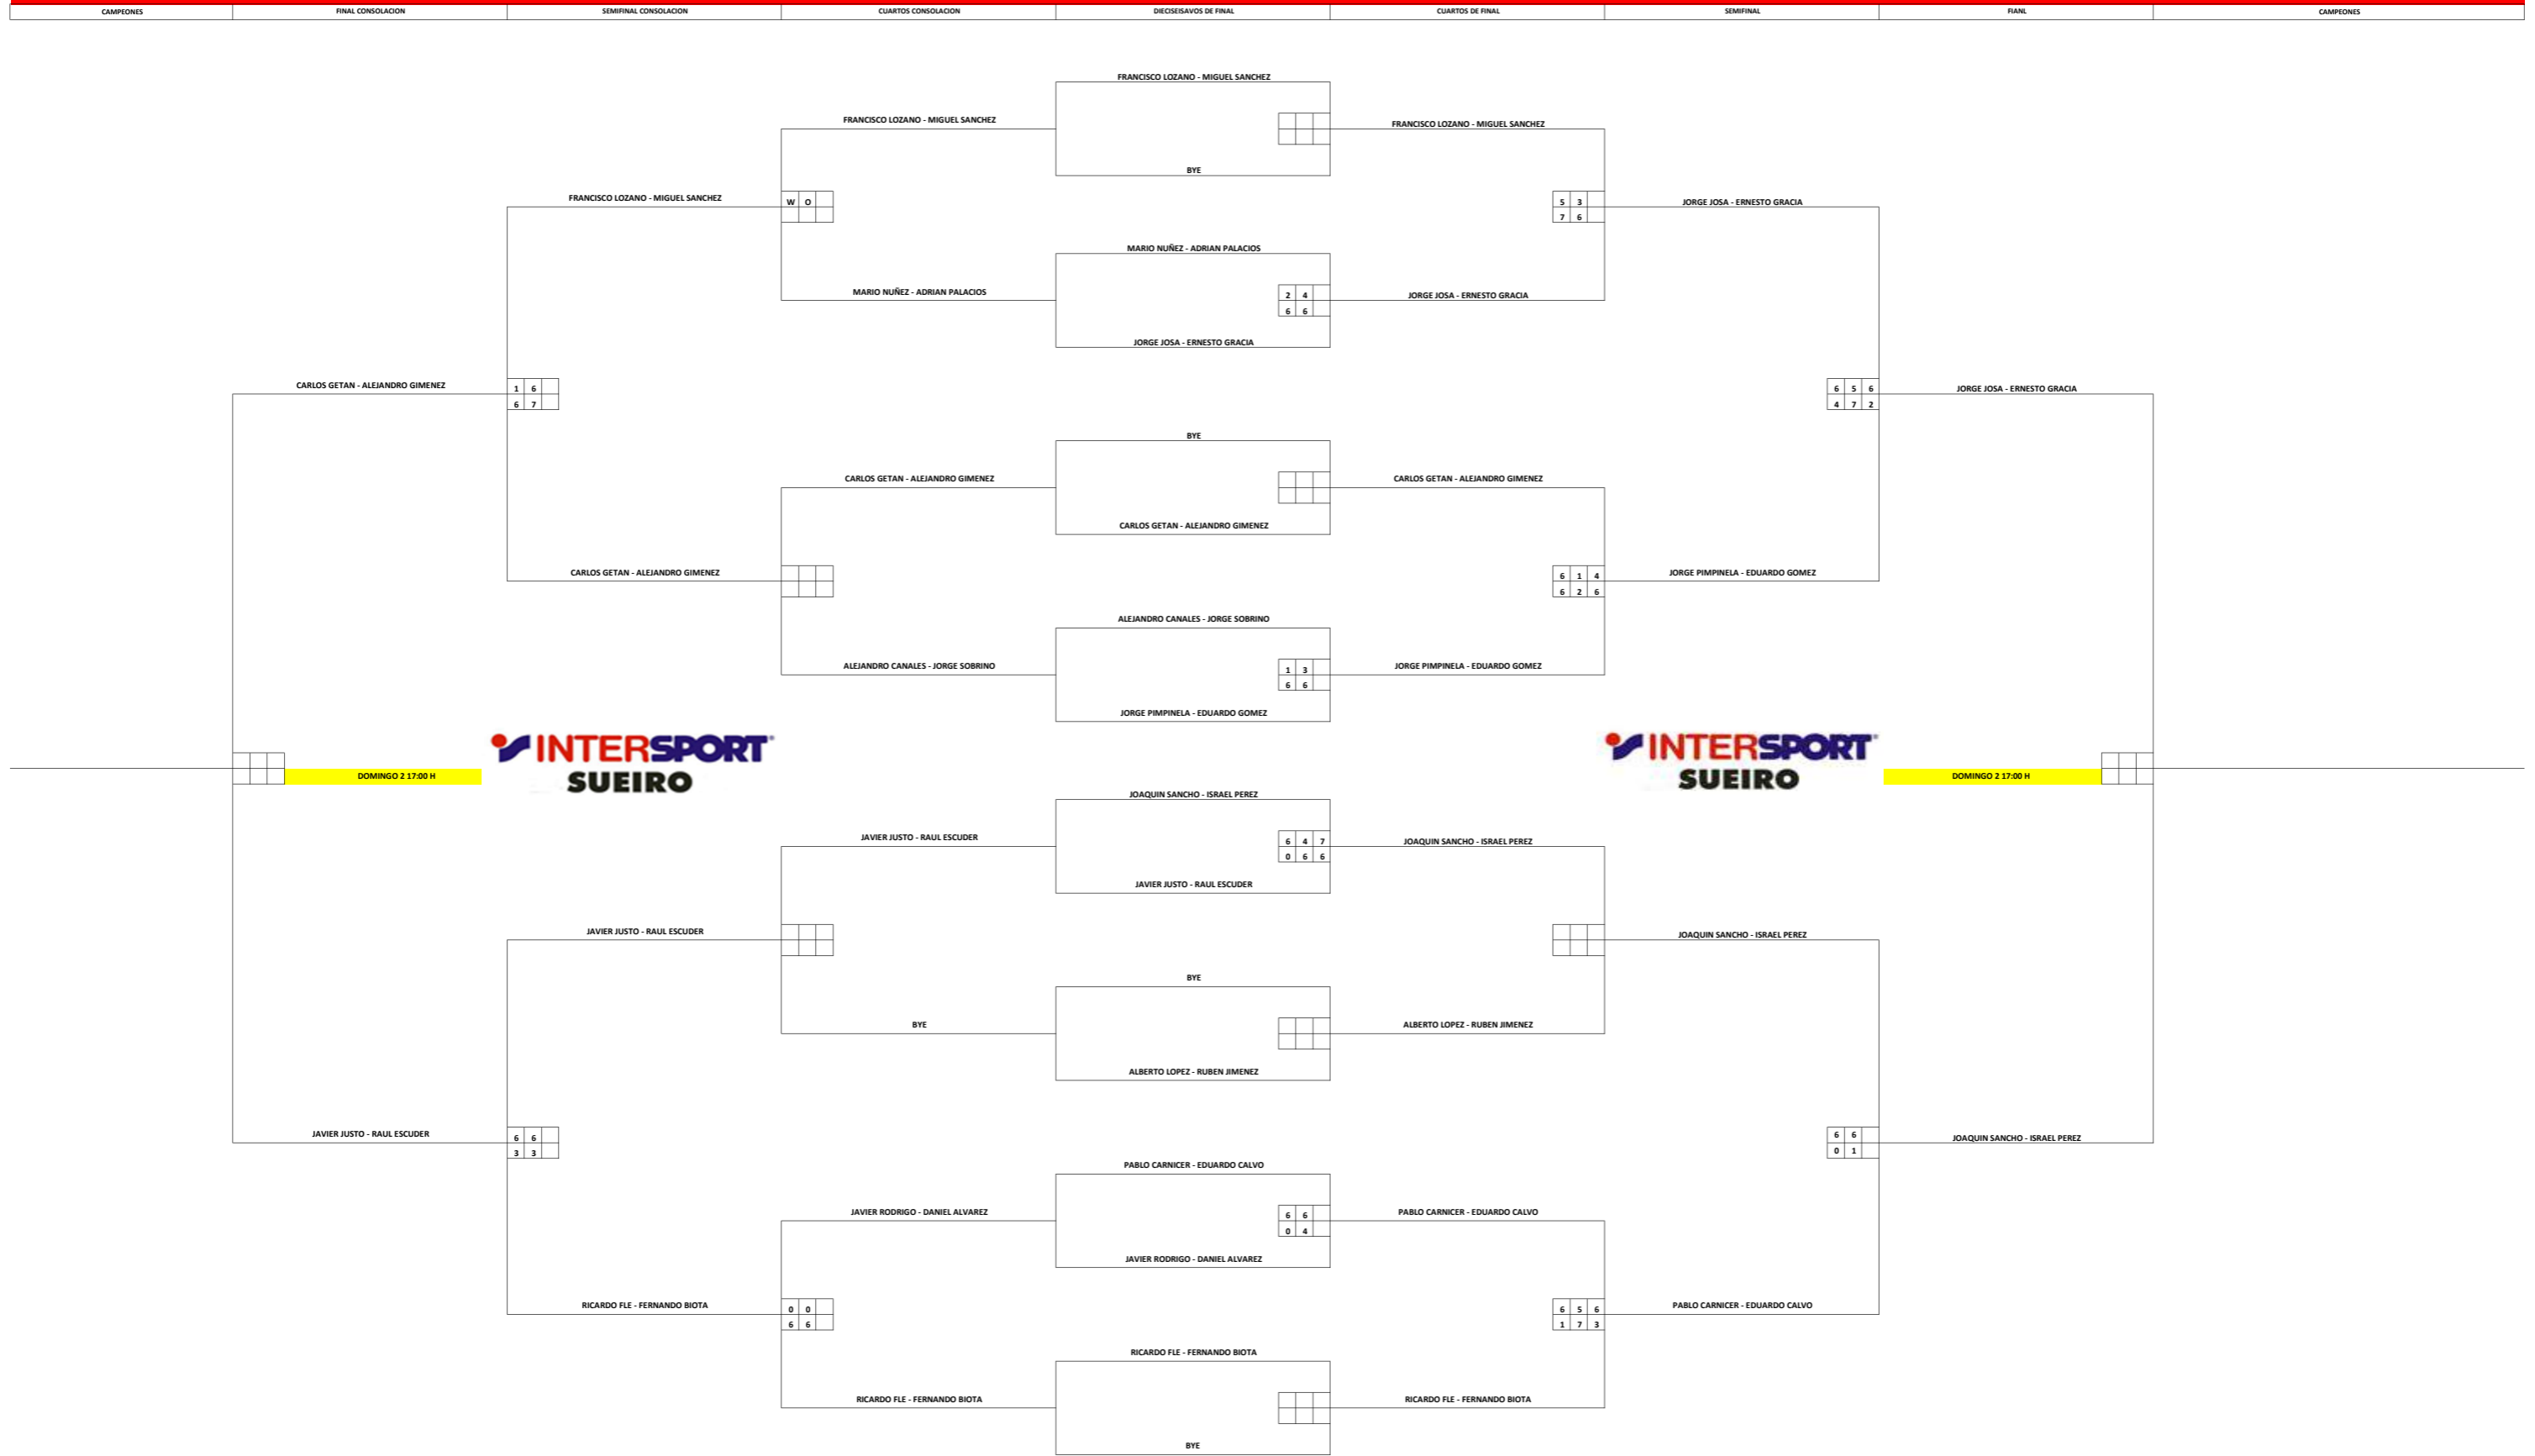 CAMPEONES FINAL CONSOLACION SEMIFINAL CONSOLACION CUARTOS CONSOLACION DIECISEISAVOS DE FINAL CUARTOS DE FINAL SEMIFINAL FIANL CAMPEONES
FRANCISCO LOZANO - MIGUEL SANCHEZ
FRANCISCO LOZANO - MIGUEL SANCHEZ FRANCISCO LOZANO - MIGUEL SANCHEZ
BYE
FRANCISCO LOZANO - MIGUEL SANCHEZ W O 5 3 JORGE JOSA - ERNESTO GRACIA
7 6
MARIO NUÑEZ - ADRIAN PALACIOS
MARIO NUÑEZ - ADRIAN PALACIOS 2 4 JORGE JOSA - ERNESTO GRACIA
6 6
JORGE JOSA - ERNESTO GRACIA
CARLOS GETAN - ALEJANDRO GIMENEZ 1 6 6 5 6 JORGE JOSA - ERNESTO GRACIA
6 7 4 7 2
BYE
CARLOS GETAN - ALEJANDRO GIMENEZ CARLOS GETAN - ALEJANDRO GIMENEZ
CARLOS GETAN - ALEJANDRO GIMENEZ
CARLOS GETAN - ALEJANDRO GIMENEZ 6 1 4 JORGE PIMPINELA - EDUARDO GOMEZ
6 2 6
ALEJANDRO CANALES - JORGE SOBRINO
ALEJANDRO CANALES - JORGE SOBRINO 1 3 JORGE PIMPINELA - EDUARDO GOMEZ
6 6
JORGE PIMPINELA - EDUARDO GOMEZ
INTERSPORT INTERSPORT
SUEIRO SUEIRO
DOMINGO 2 17:00 H DOMINGO 2 17:00 H
JOAQUIN SANCHO - ISRAEL PEREZ
JAVIER JUSTO - RAUL ESCUDER 6 4 7 JOAQUIN SANCHO - ISRAEL PEREZ
0 6 6
JAVIER JUSTO - RAUL ESCUDER
JAVIER JUSTO - RAUL ESCUDER JOAQUIN SANCHO - ISRAEL PEREZ
BYE
BYE ALBERTO LOPEZ - RUBEN JIMENEZ
ALBERTO LOPEZ - RUBEN JIMENEZ
JAVIER JUSTO - RAUL ESCUDER 6 6 6 6 JOAQUIN SANCHO - ISRAEL PEREZ
3 3 0 1
PABLO CARNICER - EDUARDO CALVO
JAVIER RODRIGO - DANIEL ALVAREZ 6 6 PABLO CARNICER - EDUARDO CALVO
0 4
JAVIER RODRIGO - DANIEL ALVAREZ
RICARDO FLE - FERNANDO BIOTA 0 0 6 5 6 PABLO CARNICER - EDUARDO CALVO
6 6 1 7 3
RICARDO FLE - FERNANDO BIOTA
RICARDO FLE - FERNANDO BIOTA RICARDO FLE - FERNANDO BIOTA
BYE